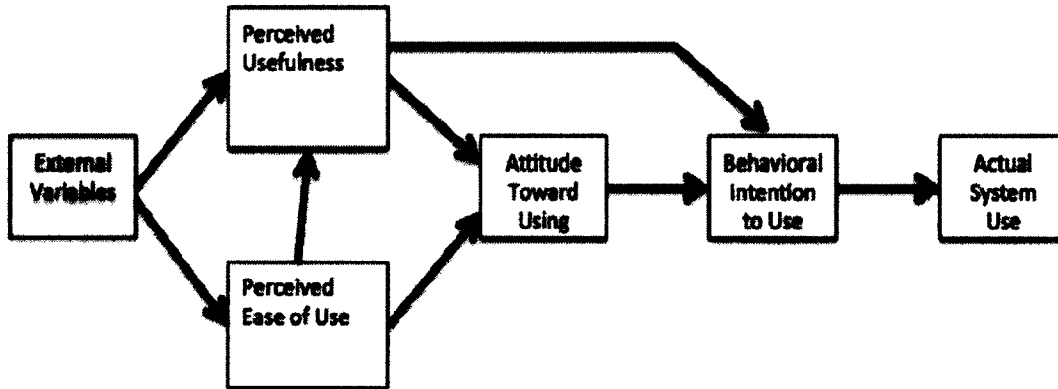 Perceived
Usefulness
External
Variables
Attitude
Toward
Using
Behavioral
Intention
to Use
Actual
System
Use
Perceived
Ease of Use